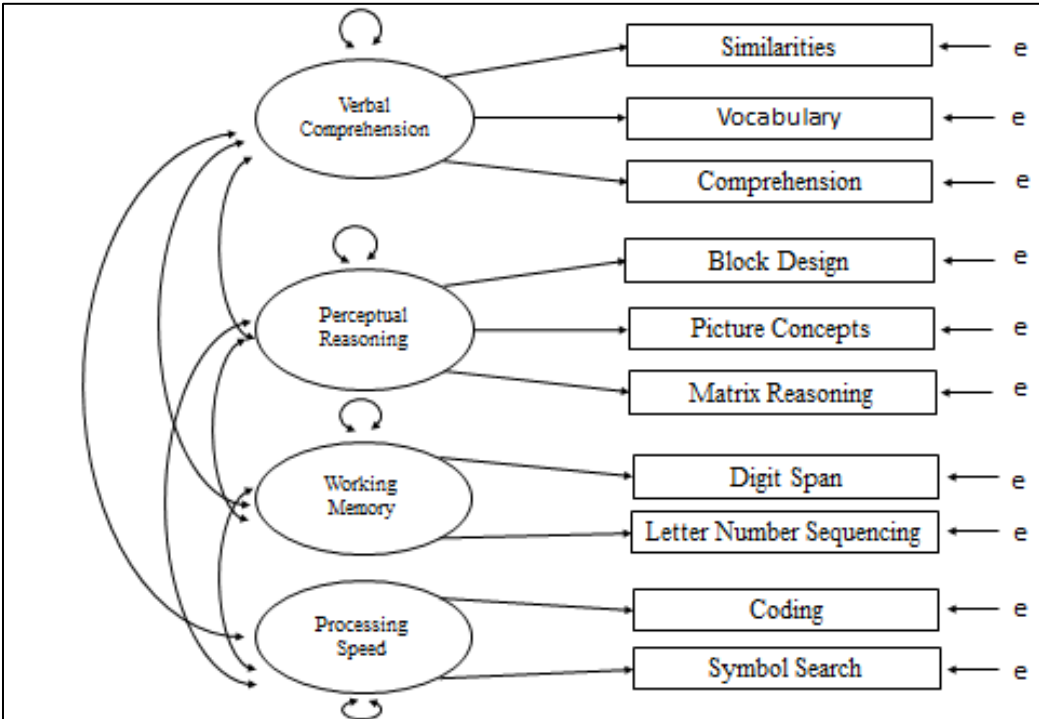 Similarities
e
Verbal
Comprehension
Vocabulary
e
Comprehension
e
Block Design
e
Perceptual
Reasoning
Picture Concepts
e
Matrix Reasoning
e
Working
Memory
Digit Span
e
Letter Number Sequencing
e
Processing
Speed
Coding
e
Symbol Search
e